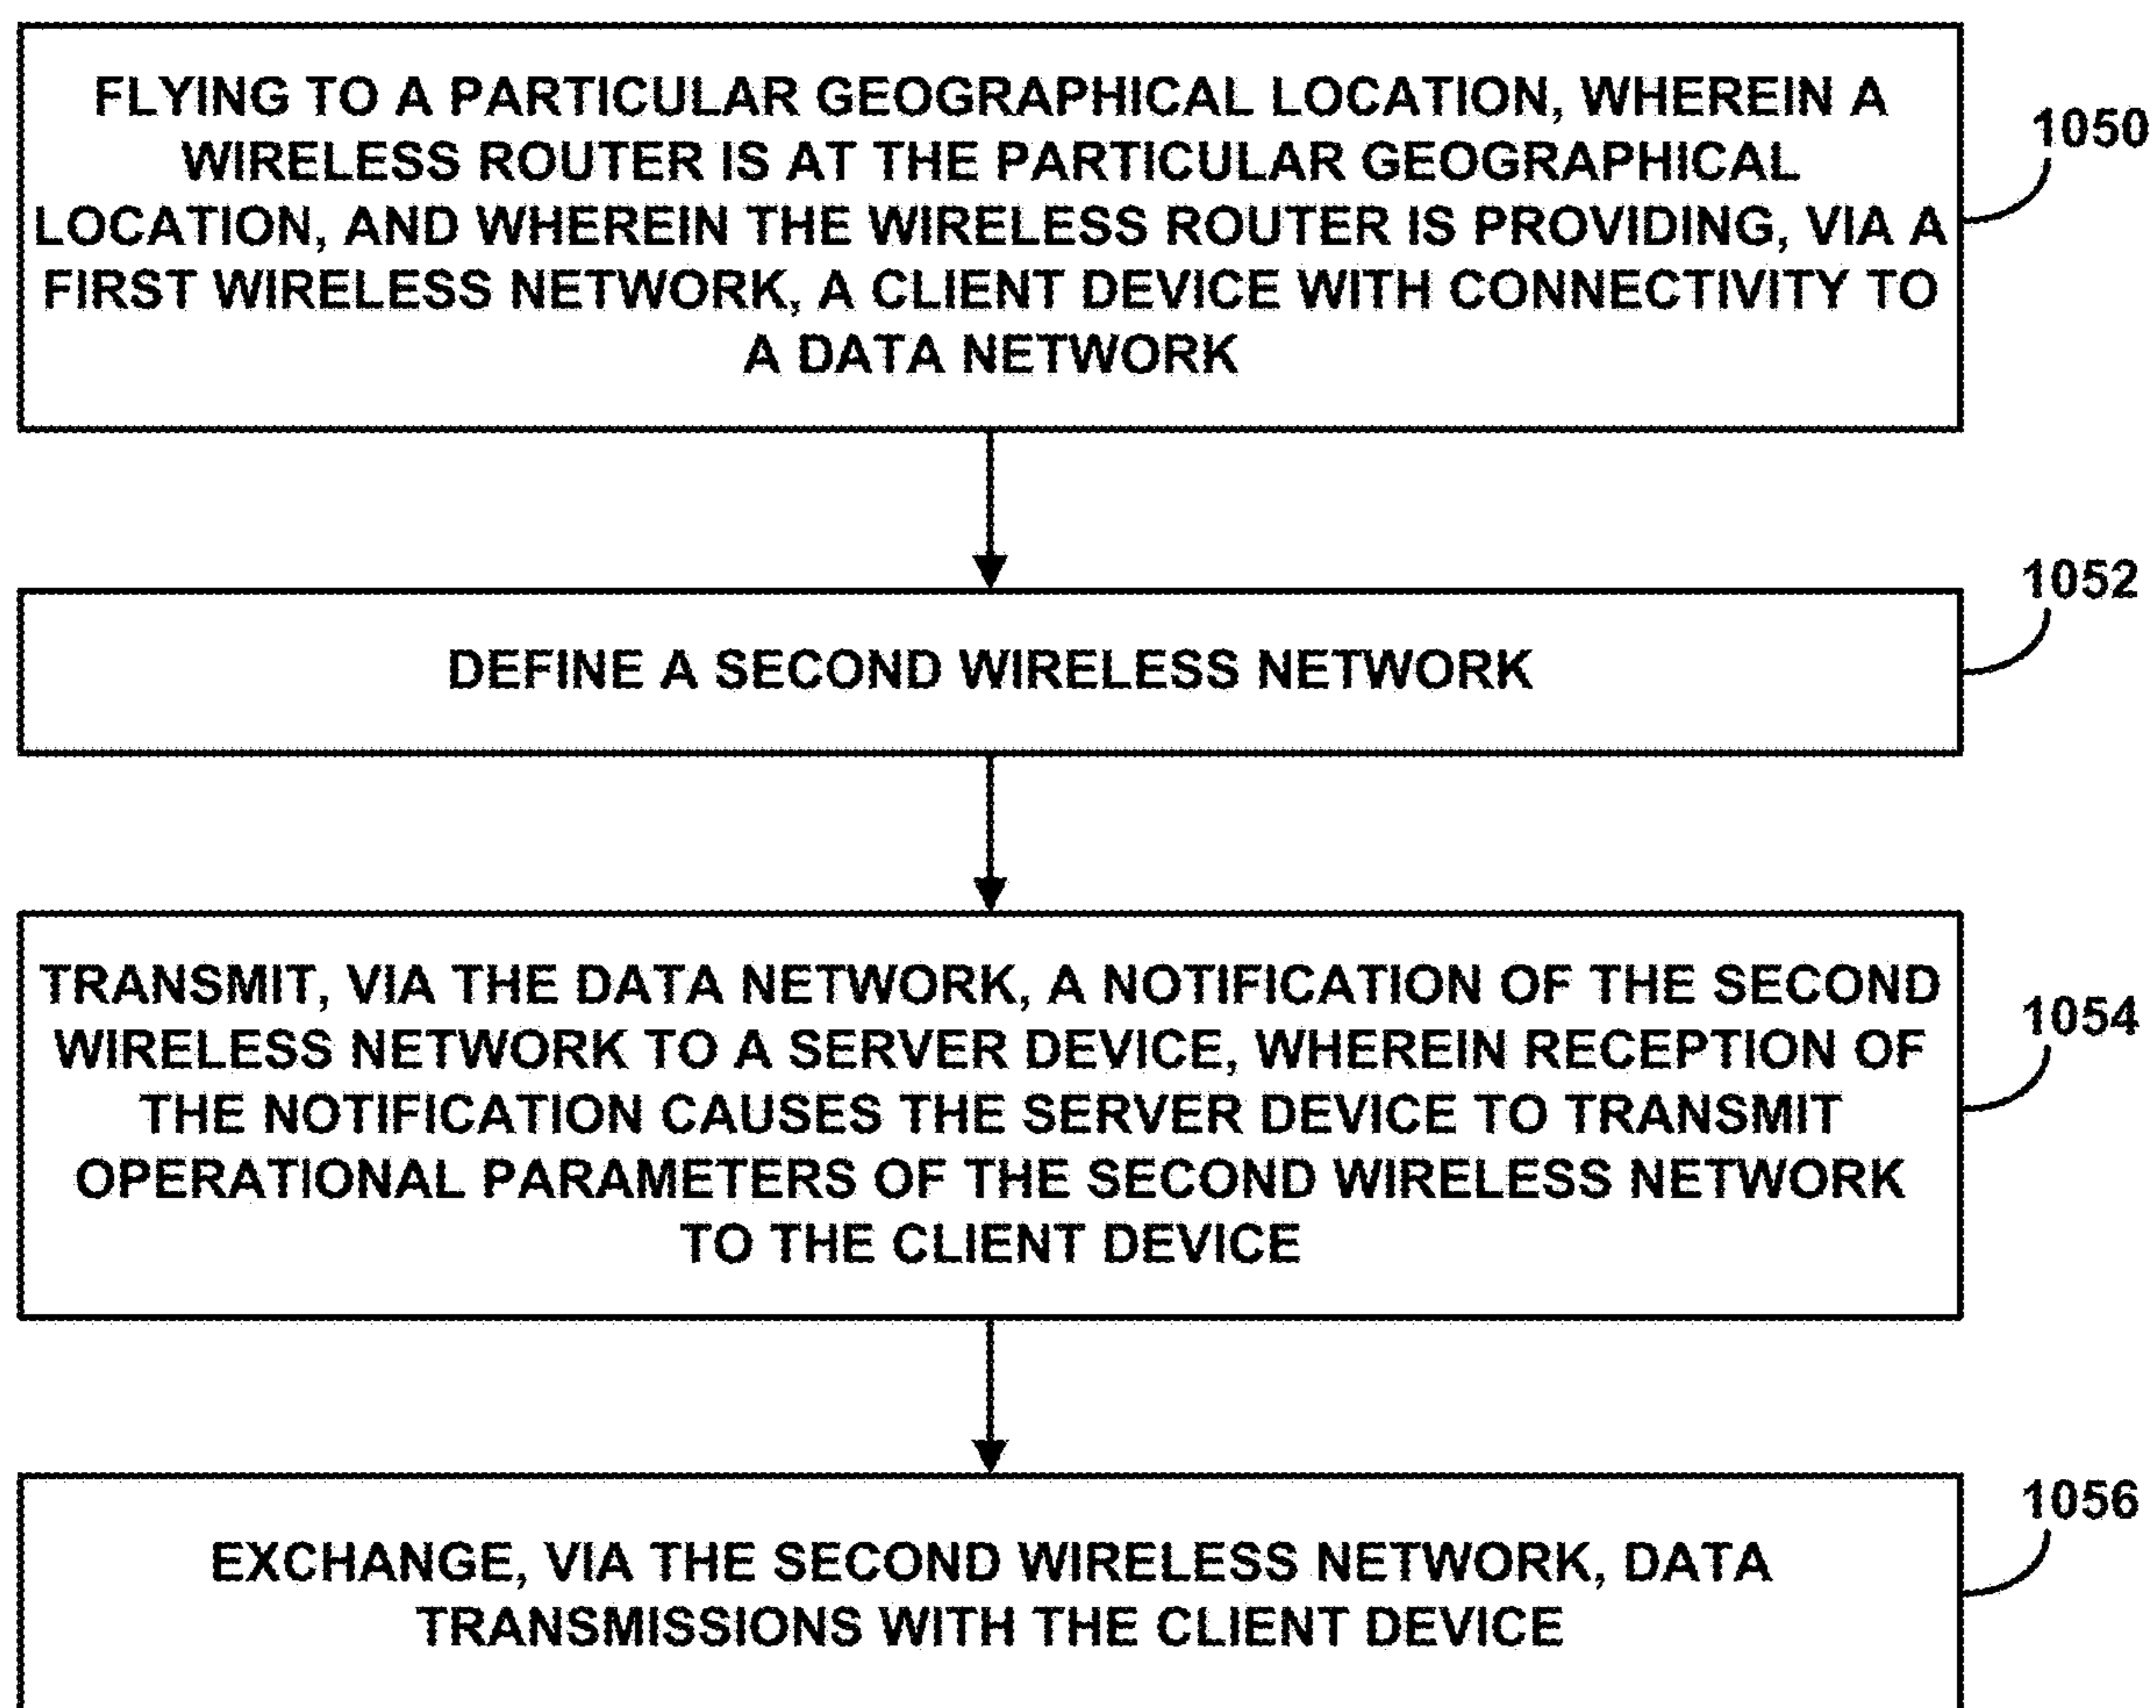 FLYING TO A PARTICULAR GEOGRAPHICAL LOCATION, WHEREIN A
WIRELESS ROUTER IS AT THE PARTICULAR GEOGRAPHICAL
LOCATION, AND WHEREIN THE WIRELESS ROUTER IS PROVIDING, VIA A
FIRST WIRELESS NETWORK, A CLIENT DEVICE WITH CONNECTIVITY TO
A DATA NETWORK
1050
DEFINE A SECOND WIRELESS NETWORK
1052
TRANSMIT, VIA THE DATA NETWORK, A NOTIFICATION OF THE SECOND
WIRELESS NETWORK TO A SERVER DEVICE, WHEREIN RECEPTION OF
THE NOTIFICATION CAUSES THE SERVER DEVICE TO TRANSMIT
OPERATIONAL PARAMETERS OF THE SECOND WIRELESS NETWORK
TO THE CLIENT DEVICE
1054
EXCHANGE, VIA THE SECOND WIRELESS NETWORK, DATA
TRANSMISSIONS WITH THE CLIENT DEVICE
1056